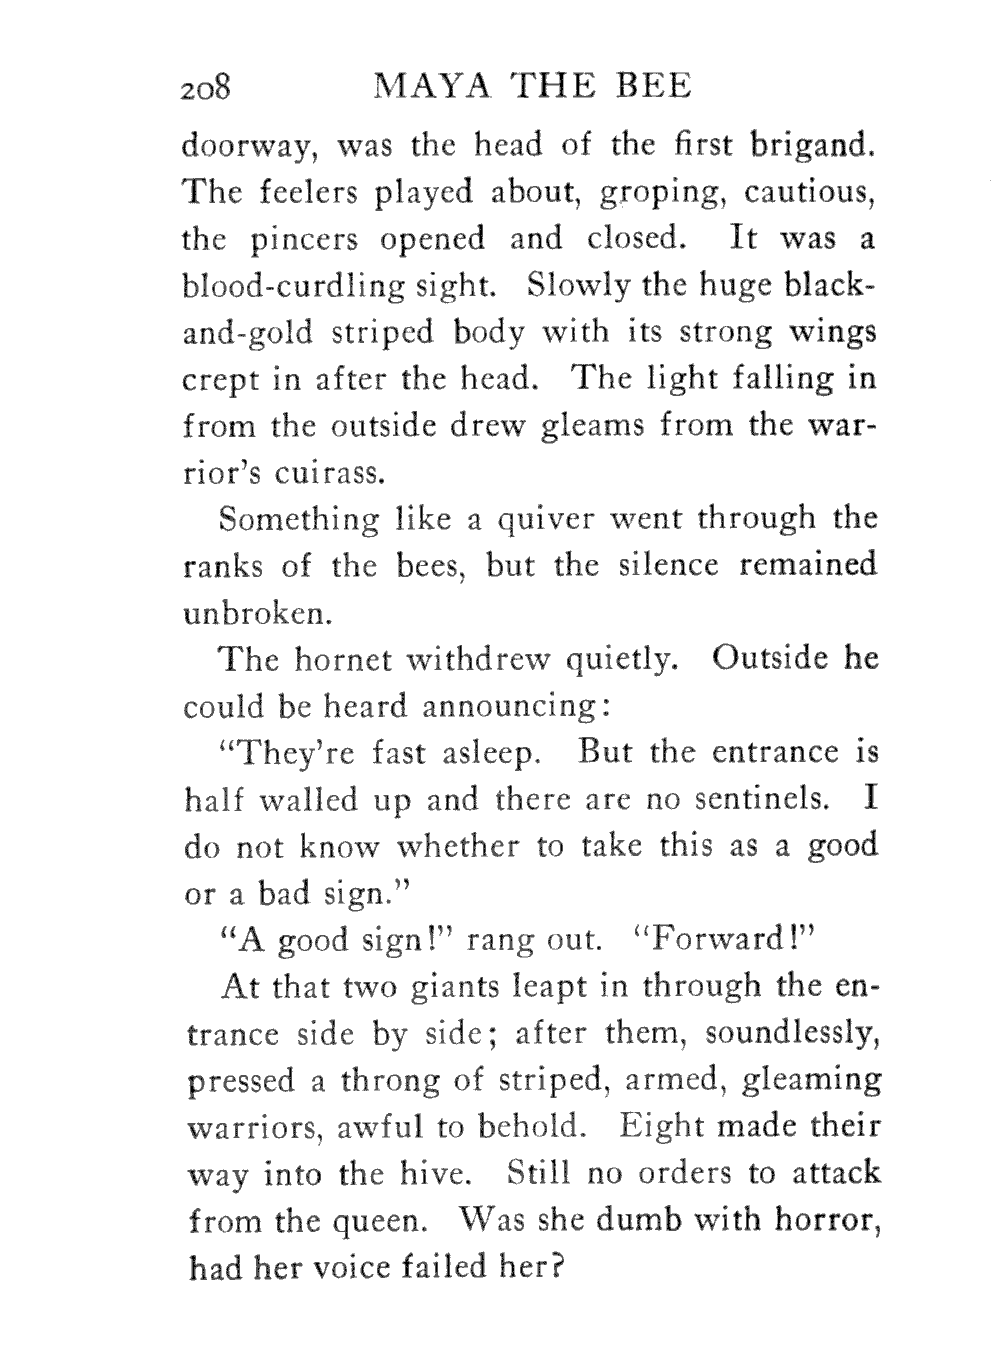 208 MAYA THE BEE
doorway, was the head of the first brigand.
The feelers played about, groping, cautious,
the pincers opened and closed. It was a
blood-curdling sight. Slowly the huge black-
and-gold striped body with its strong wings
crept in after the head. The light falling in
from the outside drew gleams from the war-
rior's cuirass.
Something like a quiver went through the
ranks of the bees, but the silence remained
unbroken.
The hornet withdrew quietly. Outside he
could be heard announcing:
“They're fast asleep. But the entrance is
half walled up and there are no sentinels. I
do not know whether to take this as a good
or a bad sign.”
“A good sign!” rang out. “Forward!”
At that two giants leapt in through the en-
trance side by side; after them, soundlessly,
pressed a throng of striped, armed, gleaming
warriors, awful to behold. Eight made their
way into the hive. Still no orders to attack
from the queen. Was she dumb with horror,
had her voice failed her?